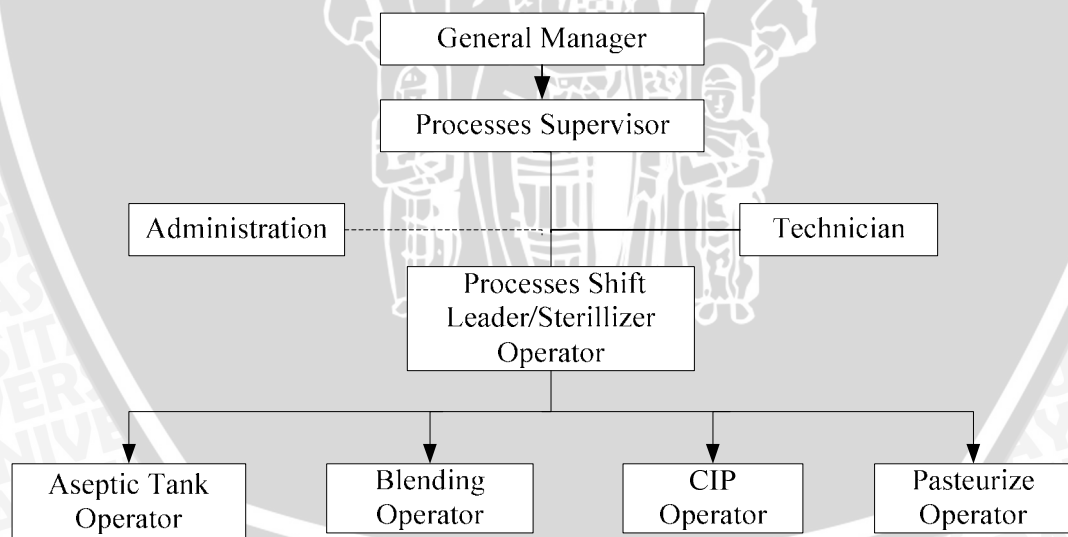 General Manager
Processes Supervisor
Administration
Technician
Processes Shift
Leader/Sterillizer
Operator
Aseptic Tank
Operator
Blending
Operator
CIP
Operator
Pasteurize
Operator